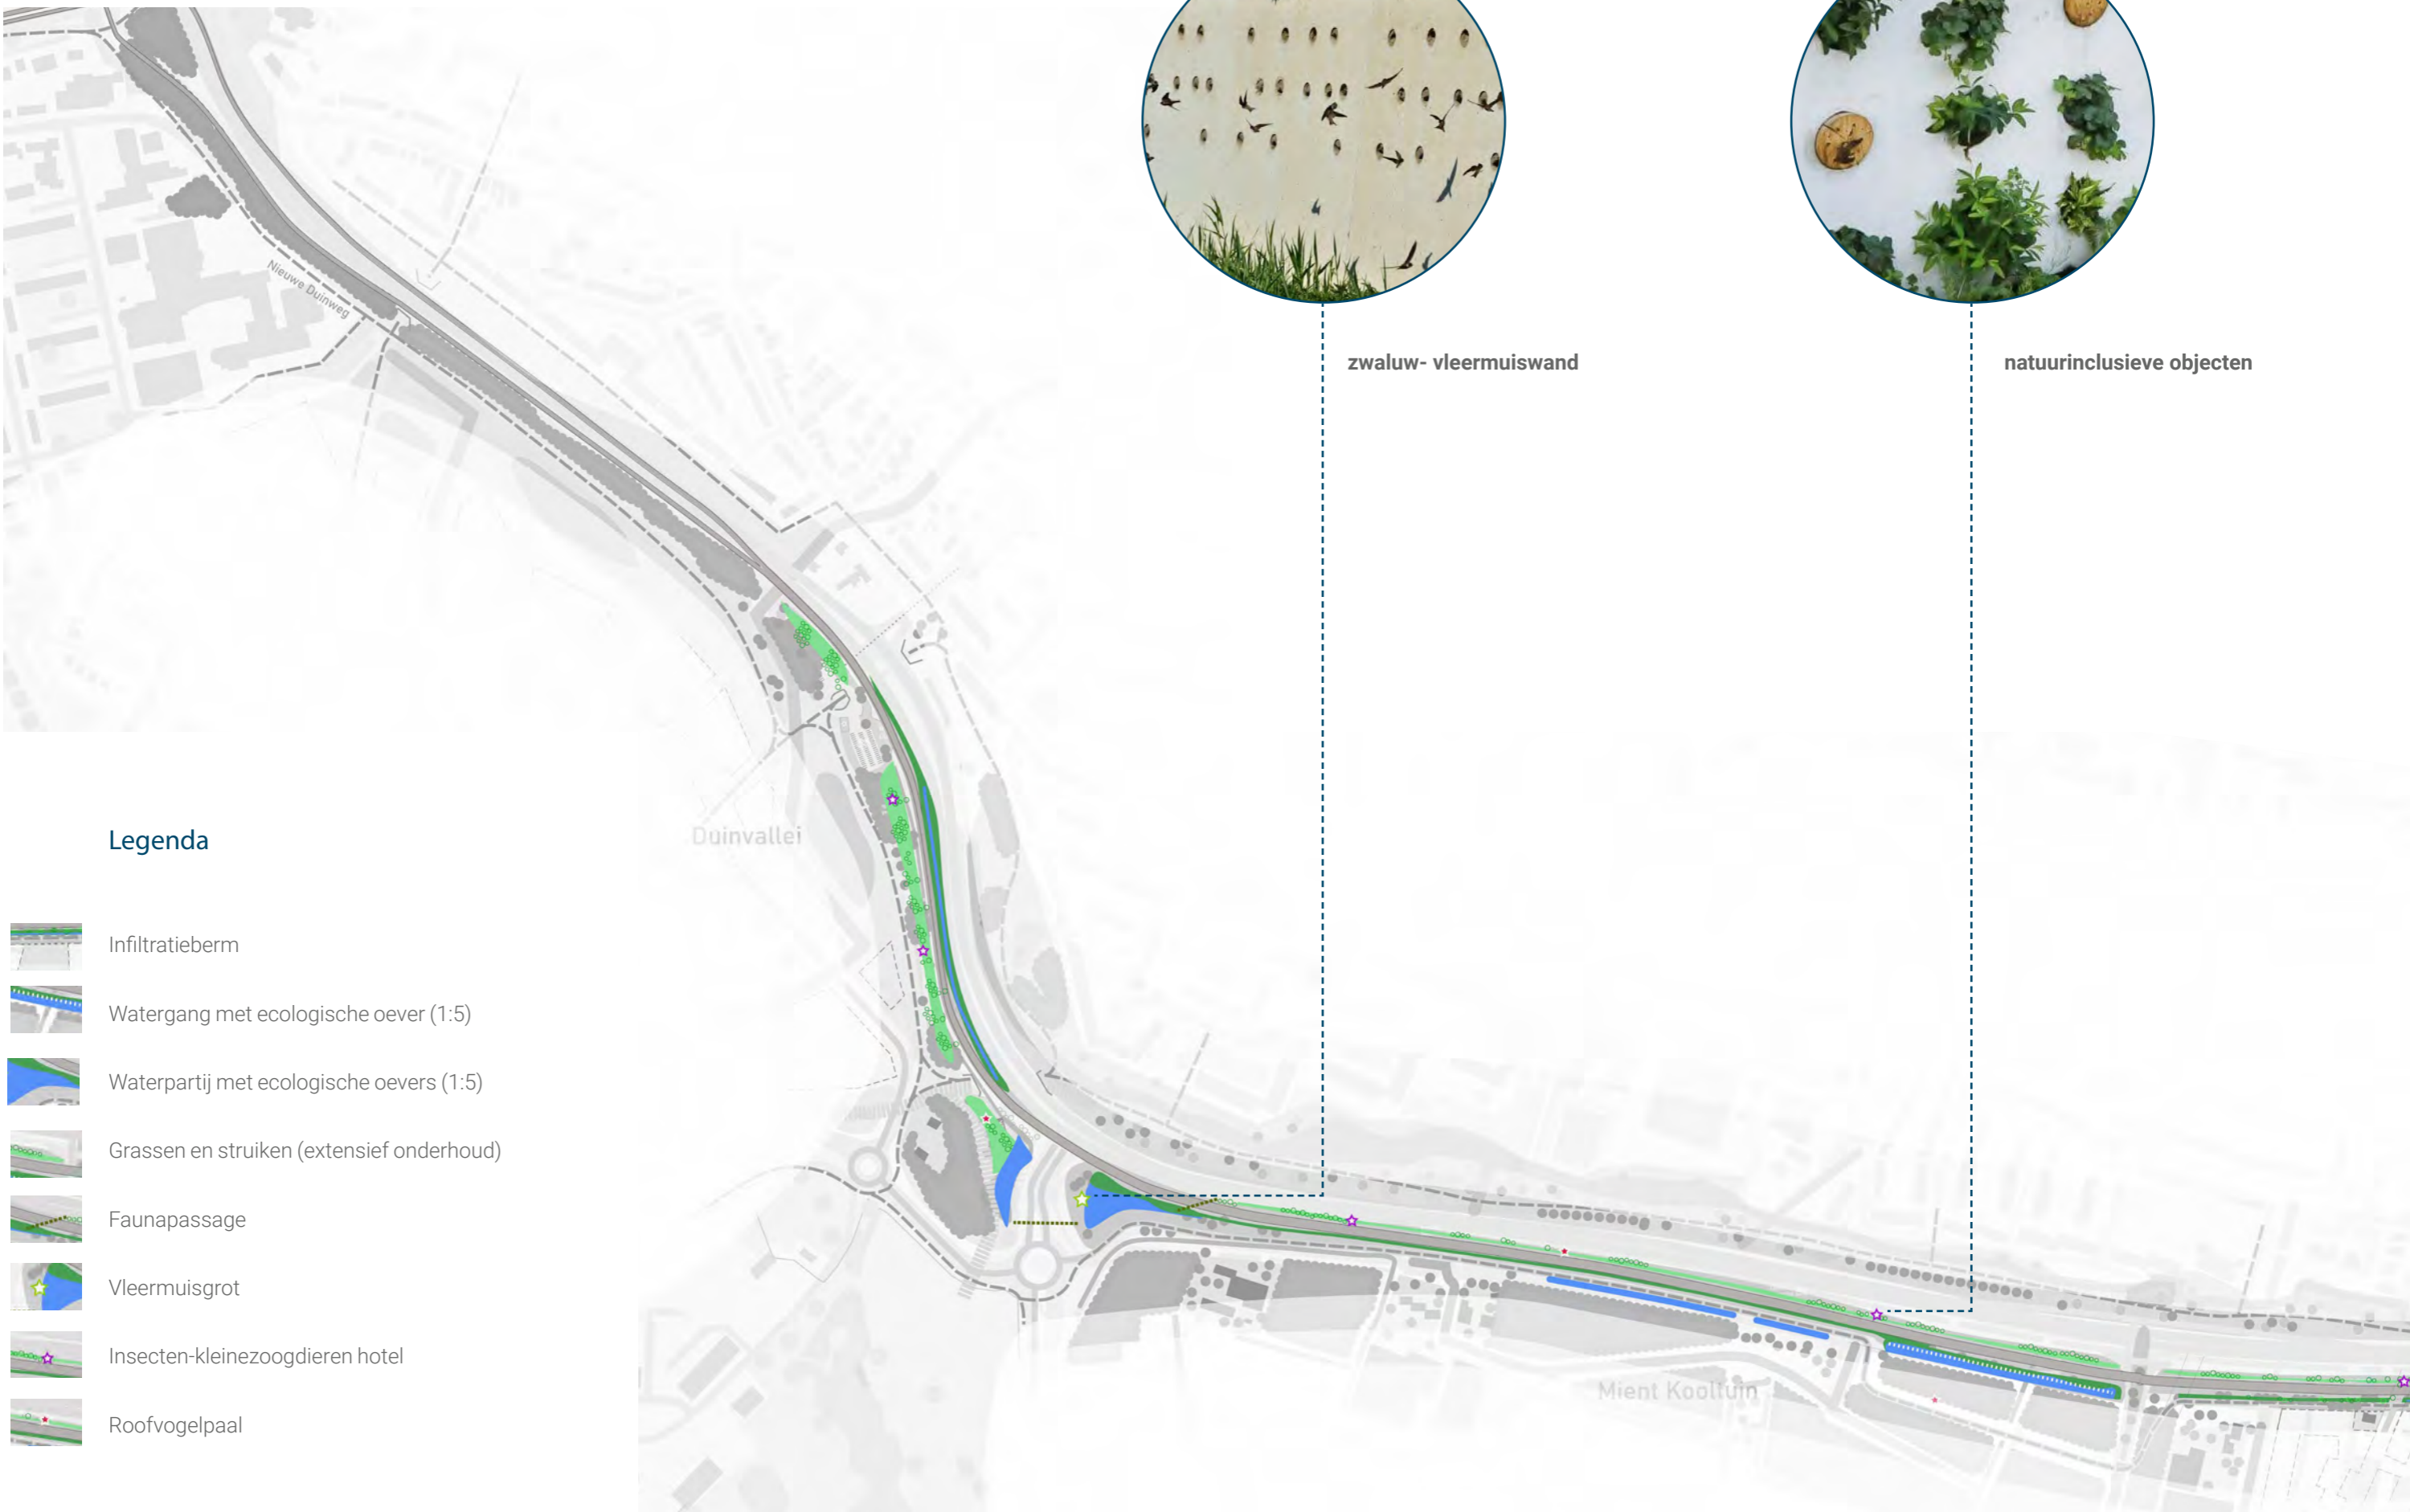 zwaluw- vleermuiswand
natuurinclusieve objecten
Nieuwe Duinweg
Duinvallei
Mient Kooltuin
Legenda
Infiltratieberm
Watergang met ecologische oever (1:5)
Waterpartij met ecologische oevers (1:5)
Grassen en struiken (extensief onderhoud)
Faunapassage
Vleermuisgrot
Insecten-kleinezoogdieren hotel
Roofvogelpaal